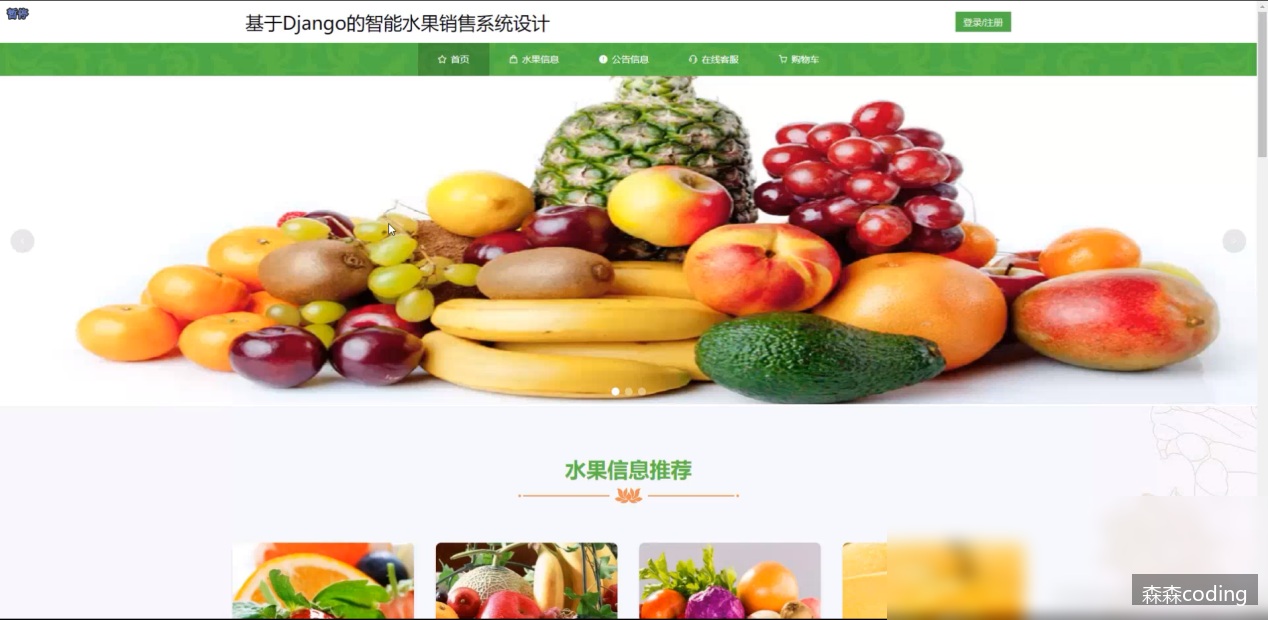 暂停
基于Django的智能水果销售系统设计
登录/注册
首页
水果信息
公告信息
在线客服
购物车
水果信息推荐
森森coding